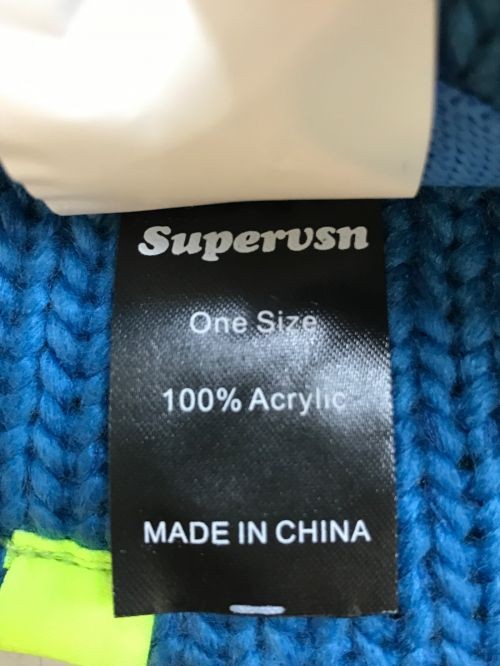 Supervsn
One Size
100% Acrylic
MADE IN CHINA